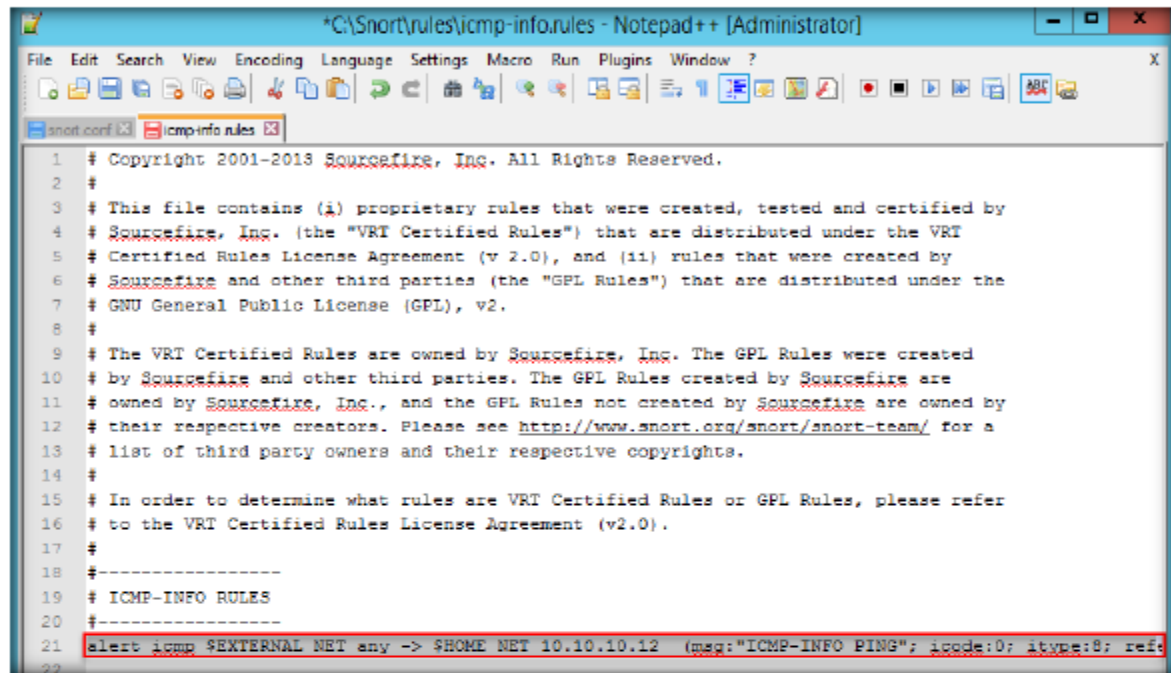 *C:\Snort\rules\icmp-info.rules - Notepad++ [Administrator]
File Edit Search View Encoding Language Settings Macro Run Plugins Window ? X
snort.conf icmp-info.rules
1 # Copyright 2001-2013 Sourcefire, Inc. All Rights Reserved.
2 #
3 # This file contains (i) proprietary rules that were created, tested and certified by
4 # Sourcefire, Inc. (the "VRT Certified Rules") that are distributed under the VRT
5 # Certified Rules License Agreement (v 2.0), and (ii) rules that were created by
6 # Sourcefire and other third parties (the "GPL Rules") that are distributed under the
7 # GNU General Public License (GPL), v2.
8 #
9 # The VRT Certified Rules are owned by Sourcefire, Inc. The GPL Rules were created
10 # by Sourcefire and other third parties. The GPL Rules created by Sourcefire are
11 # owned by Sourcefire, Inc., and the GPL Rules not created by Sourcefire are owned by
12 # their respective creators. Please see http://www.snort.org/snort/snort-team/ for a
13 # list of third party owners and their respective copyrights.
14 #
15 # In order to determine what rules are VRT Certified Rules or GPL Rules, please refer
16 # to the VRT Certified Rules License Agreement (v2.0).
17 #
18 #-----------------
19 # ICMP-INFO RULES
20 #-----------------
21 alert icmp $EXTERNAL_NET any -> $HOME_NET 10.10.10.12 (msg:"ICMP-INFO PING"; icode:0; itype:8; refe
22